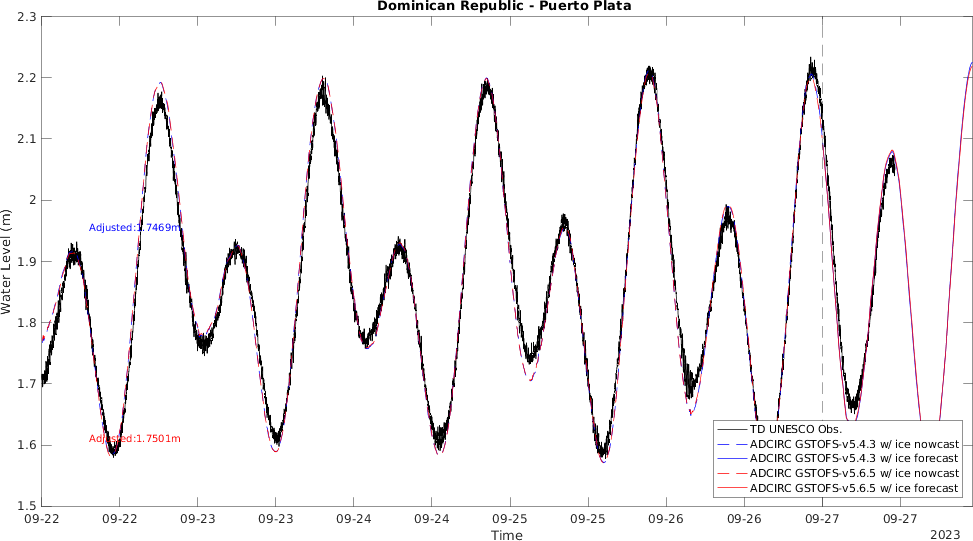 Dominican Republic - Puerto Plata
2.3
2.2
2.1
2
1.9
1.8
1.7
1.6
1.5
Water Level (m)
Adjusted:1.7469m
Adjusted:1.7501m
TD UNESCO Obs.
ADCIRC GSTOFS-v5.4.3 w/ ice nowcast
ADCIRC GSTOFS-v5.4.3 w/ ice forecast
ADCIRC GSTOFS-v5.6.5 w/ ice nowcast
ADCIRC GSTOFS-v5.6.5 w/ ice forecast
09-22 09-22 09-23 09-23 09-24 09-24 09-25 09-25 09-26 09-26 09-27 09-27
Time
2023